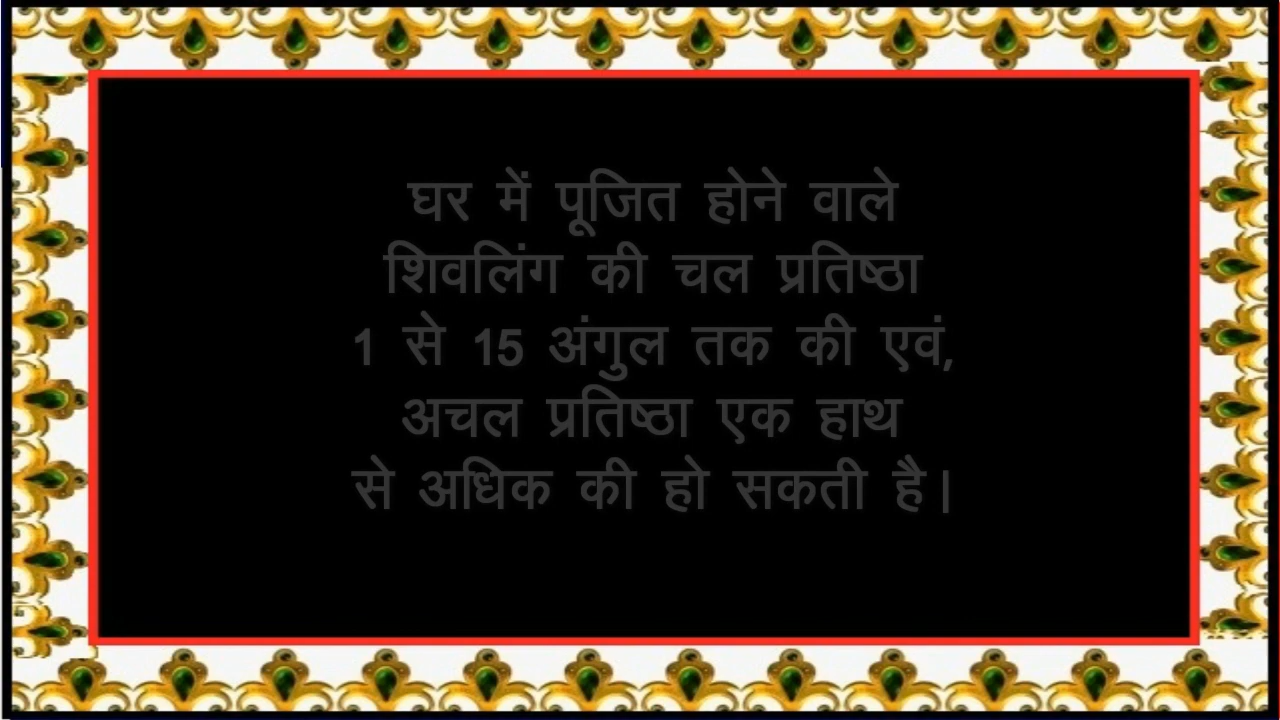 घर में पूजित होने वाले
शिवलिंग की चल प्रतिष्ठा
1 से 15 अंगुल तक की एवं,
अचल प्रतिष्ठा एक हाथ
से अधिक की हो सकती है।